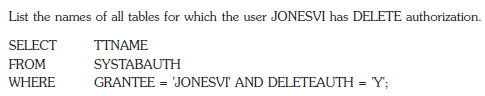 List the names of all tables for which the user JONESVI has DELETE authorization.
SELECT TTNAME
FROM SYSTABAUTH
WHERE GRANTEE = 'JONESVI' AND DELETEAUTH = 'Y';